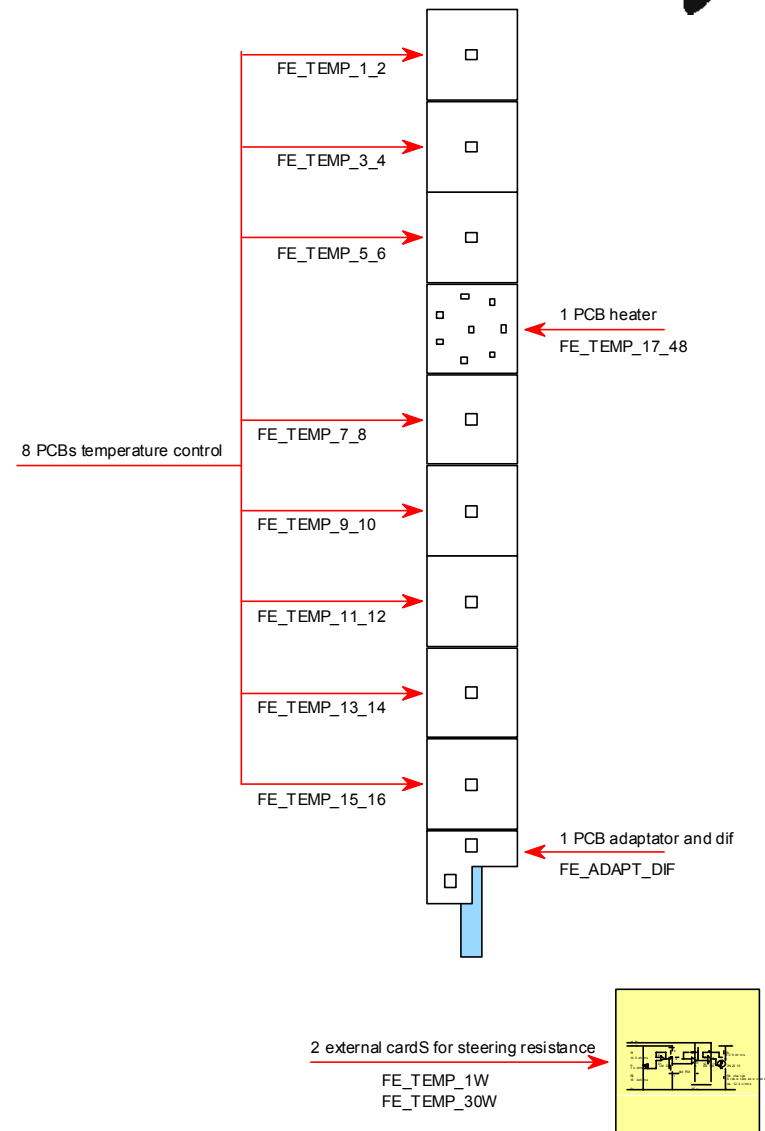 FE_TEMP_1_2
FE_TEMP_3_4
FE_TEMP_5_6
1 PCB heater
FE_TEMP_17_48
8 PCBs temperature control
FE_TEMP_7_8
FE_TEMP_9_10
FE_TEMP_11_12
FE_TEMP_13_14
FE_TEMP_15_16
1 PCB adaptator and dif
FE_ADAPT_DIF
2 external cardS for steering resistance
FE_TEMP_1W
FE_TEMP_30W